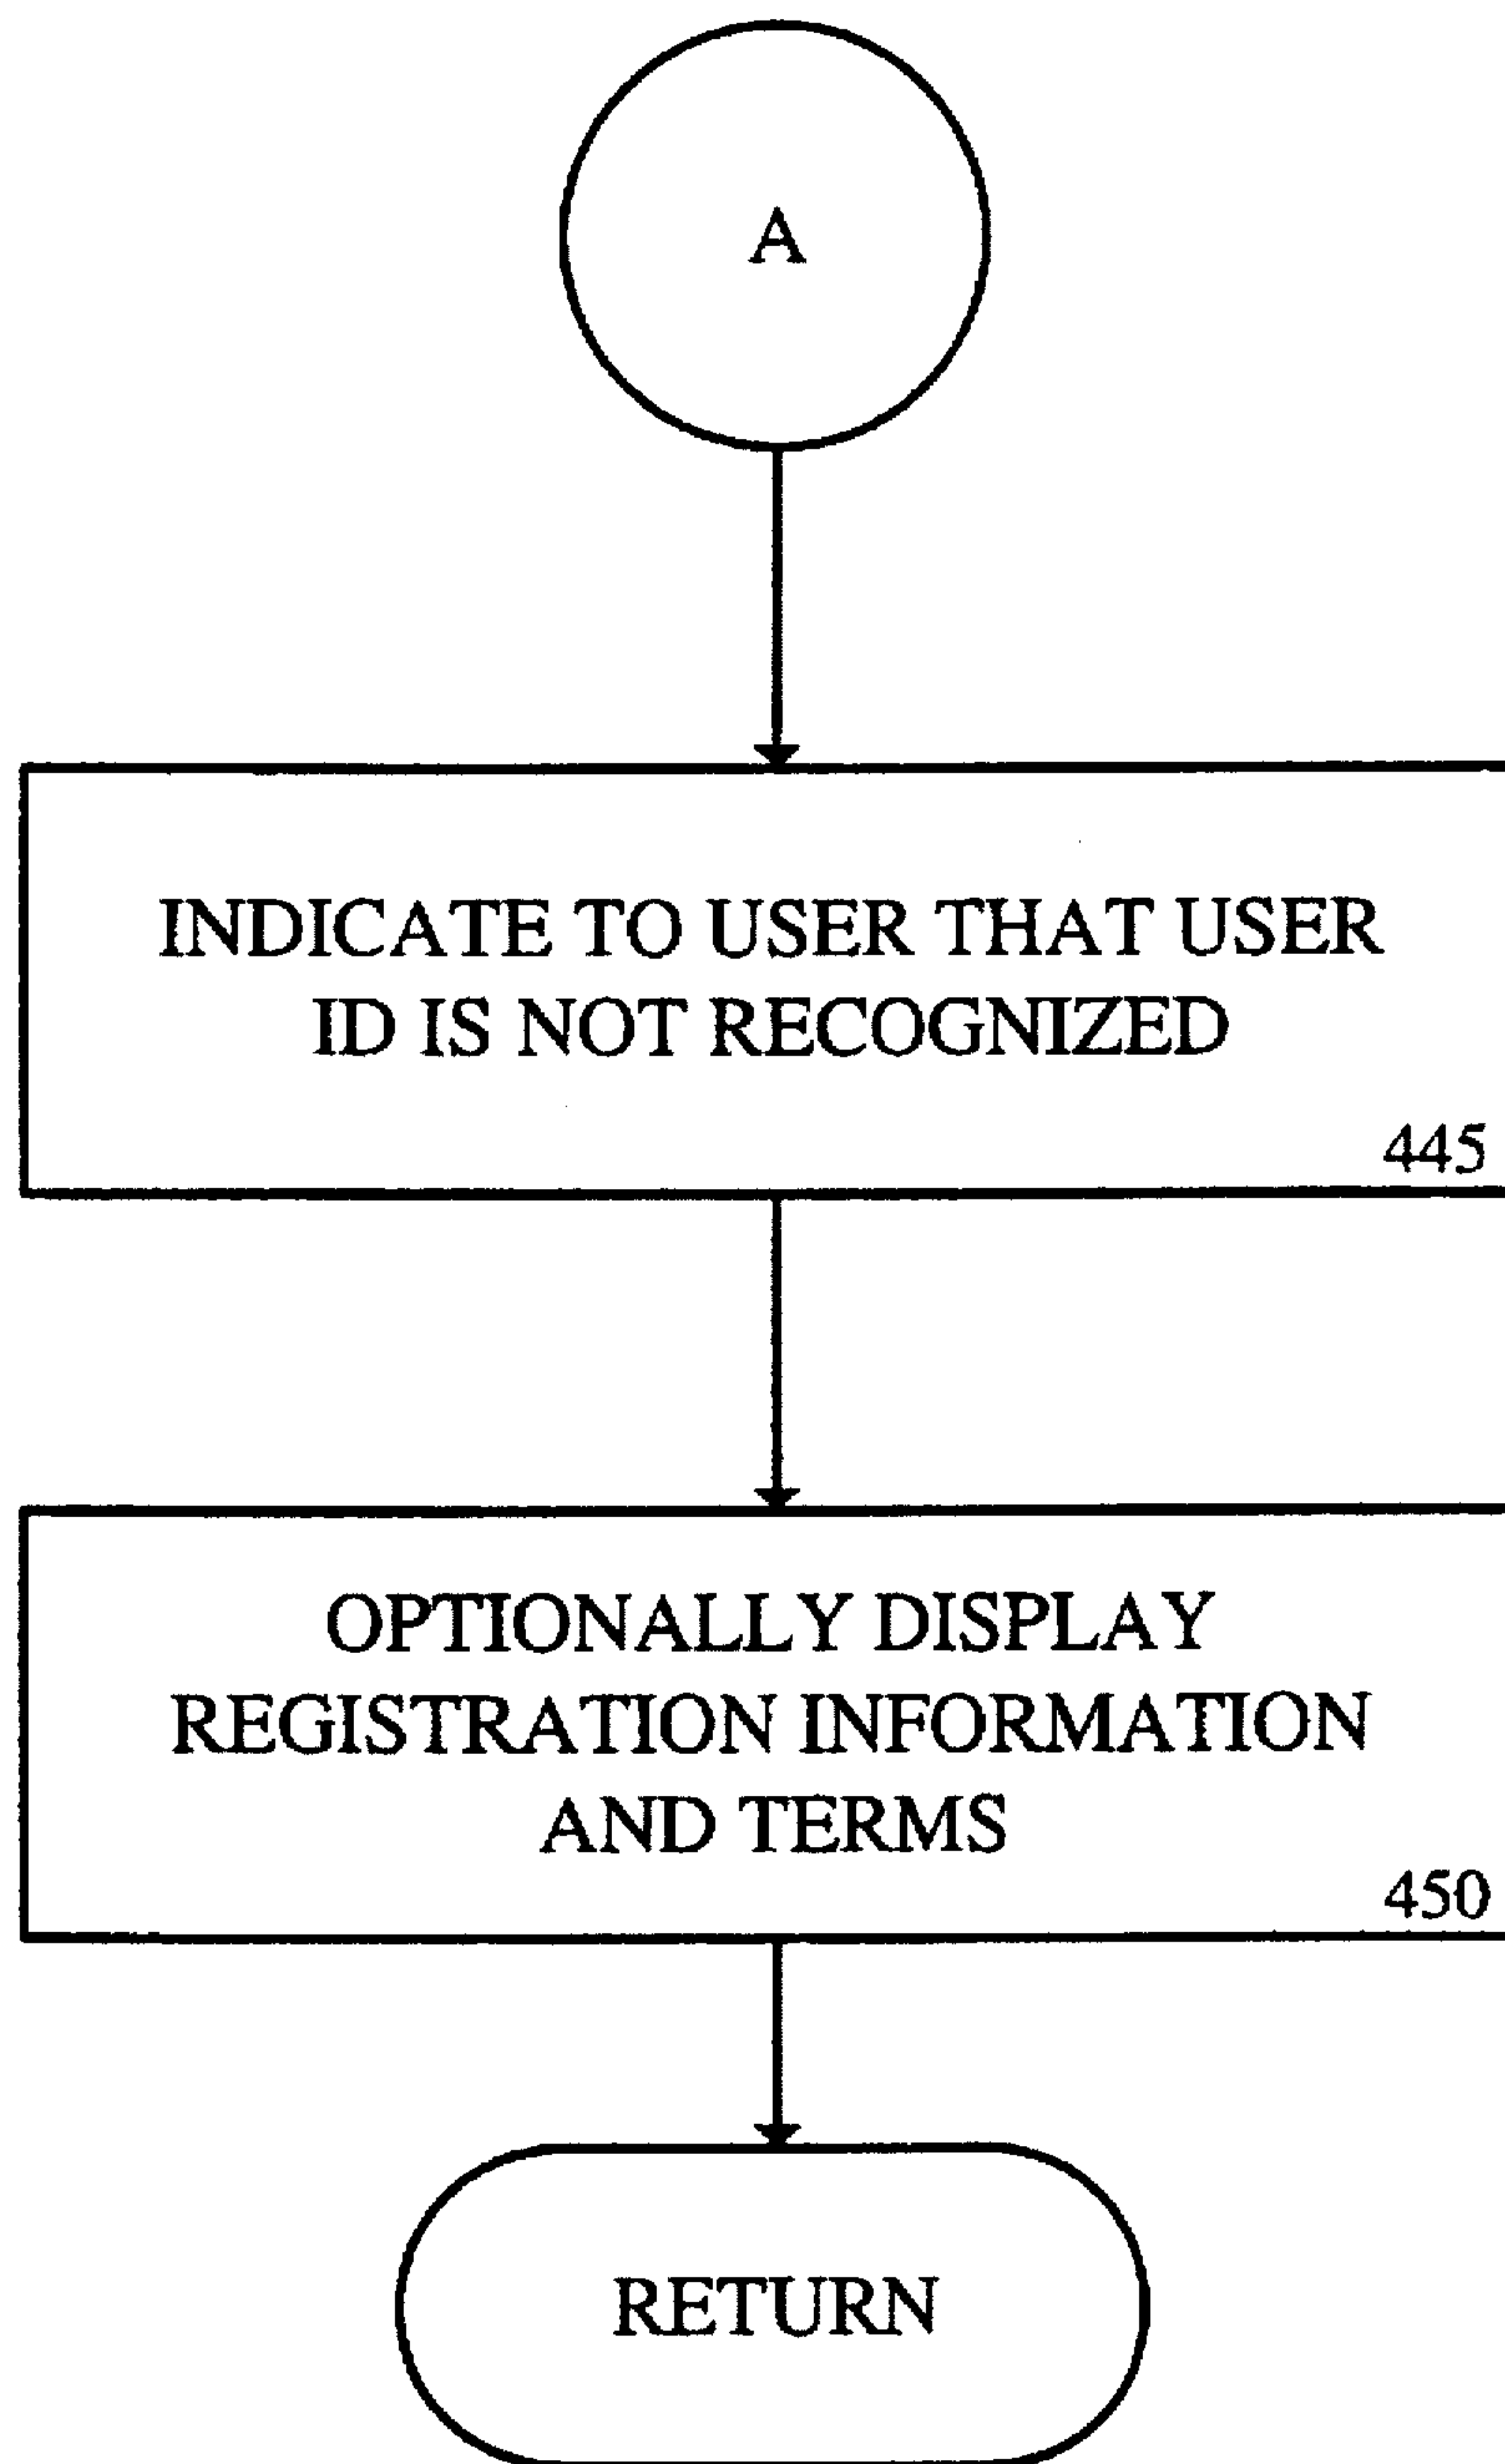 A
INDICATE TO USER THAT USER
ID IS NOT RECOGNIZED
445
OPTIONALLY DISPLAY
REGISTRATION INFORMATION
AND TERMS
450
RETURN